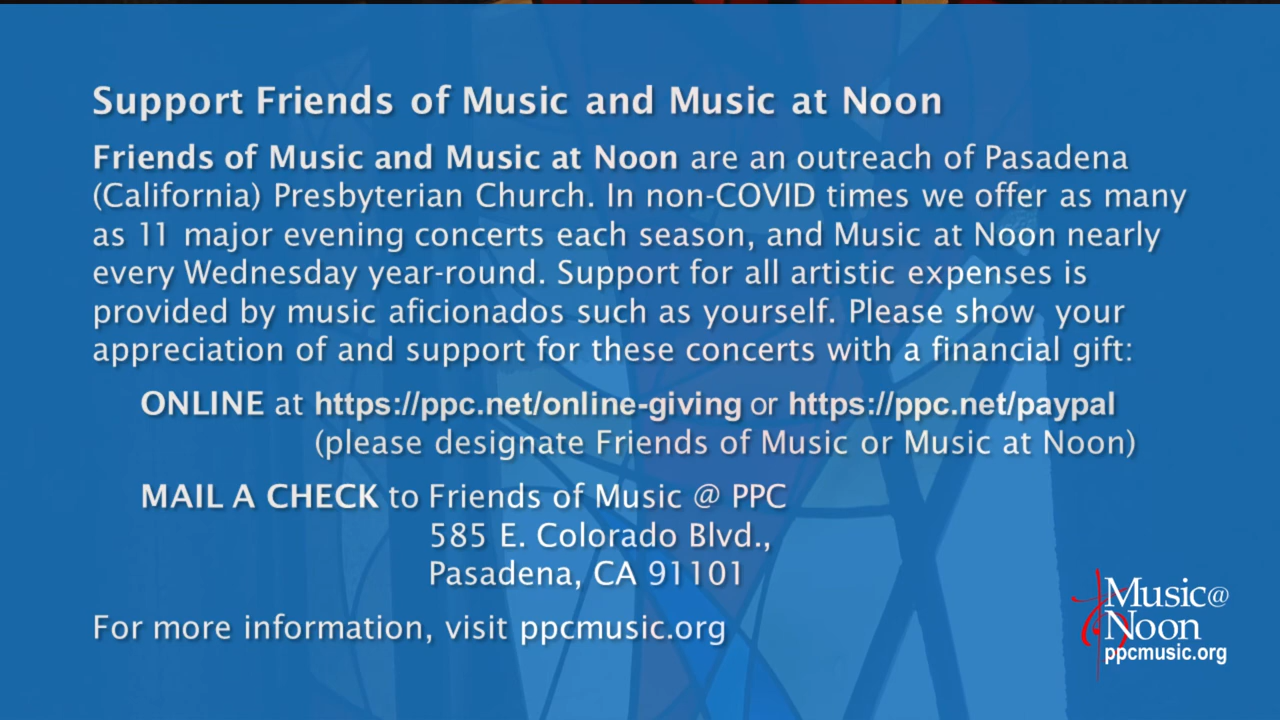 Support Friends of Music and Music at Noon
Friends of Music and Music at Noon are an outreach of Pasadena
(California) Presbyterian Church. In non-COVID times we offer as many
as 11 major evening concerts each season, and Music at Noon nearly
every Wednesday year-round. Support for all artistic expenses is
provided by music aficionados such as yourself. Please show your
appreciation of and support for these concerts with a financial gift:
ONLINE at https://ppc.net/online-giving or https://ppc.net/paypal
(please designate Friends of Music or Music at Noon)
MAIL A CHECK to Friends of Music @ PPC
585 E. Colorado Blvd.,
Pasadena, CA 91101
For more information, visit ppcmusic.org
Music@
Noon
ppcmusic.org